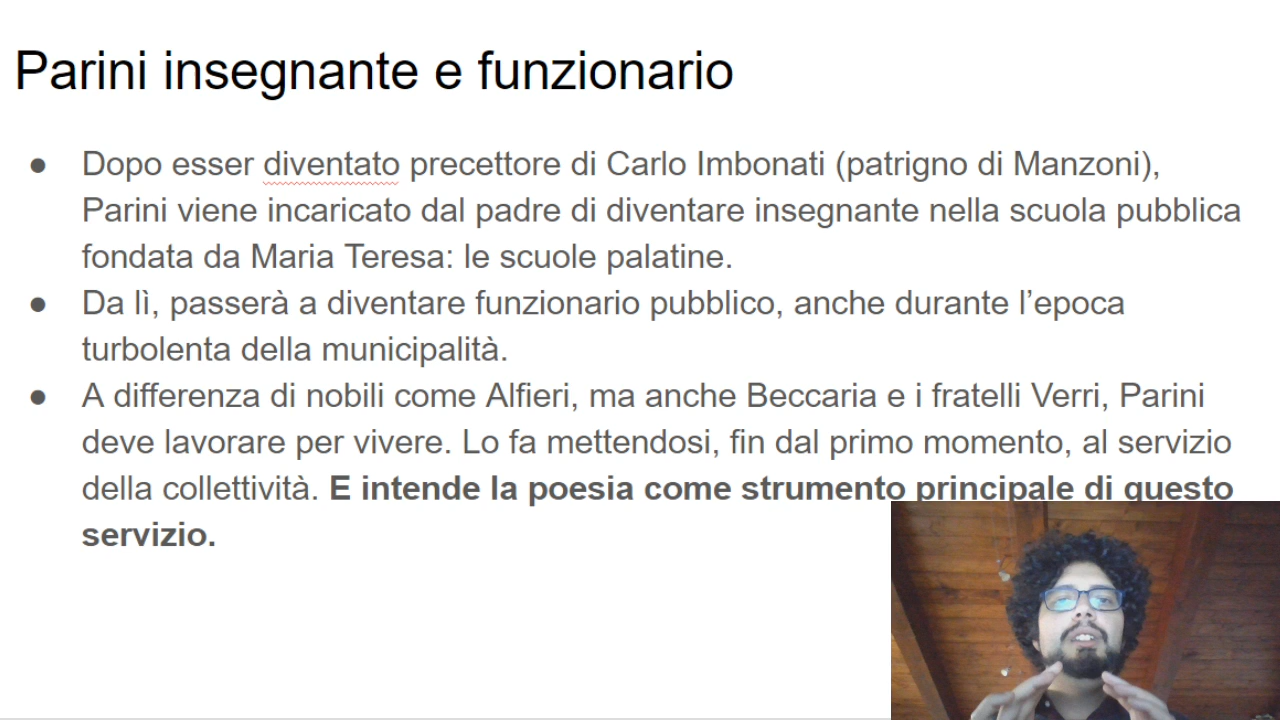 Parini insegnante e funzionario
● Dopo esser diventato precettore di Carlo Imbonati (patrigno di Manzoni),
Parini viene incaricato dal padre di diventare insegnante nella scuola pubblica
fondata da Maria Teresa: le scuole palatine.
● Da lì, passerà a diventare funzionario pubblico, anche durante l’epoca
turbolenta della municipalità.
● A differenza di nobili come Alfieri, ma anche Beccaria e i fratelli Verri, Parini
deve lavorare per vivere. Lo fa mettendosi, fin dal primo momento, al servizio
della collettività. E intende la poesia come strumento principale di questo
servizio.